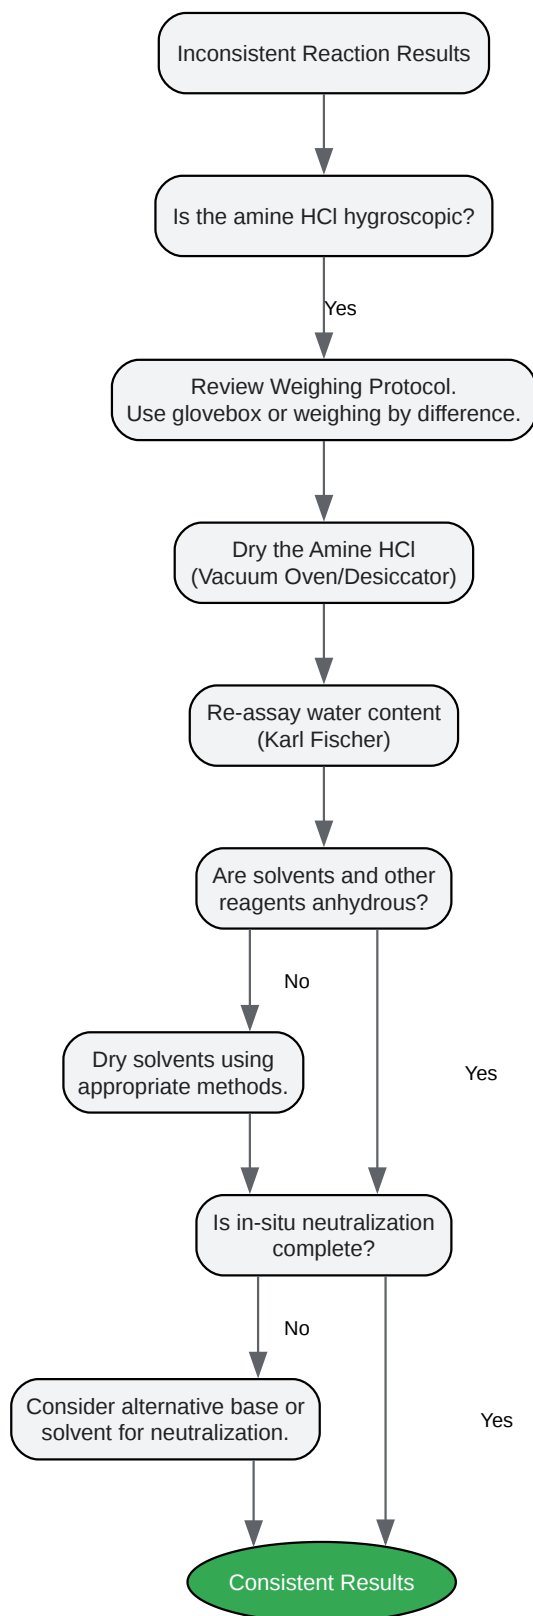 Inconsistent Reaction Results
Is the amine HCl hygroscopic?
Yes
Review Weighing Protocol.
Use glovebox or weighing by difference.
Dry the Amine HCl
(Vacuum Oven/Desiccator)
Re-assay water content
(Karl Fischer)
Are solvents and other
reagents anhydrous?
No
Dry solvents using
appropriate methods.
Yes
Is in-situ neutralization
complete?
No
Consider alternative base or
solvent for neutralization.
Yes
Consistent Results